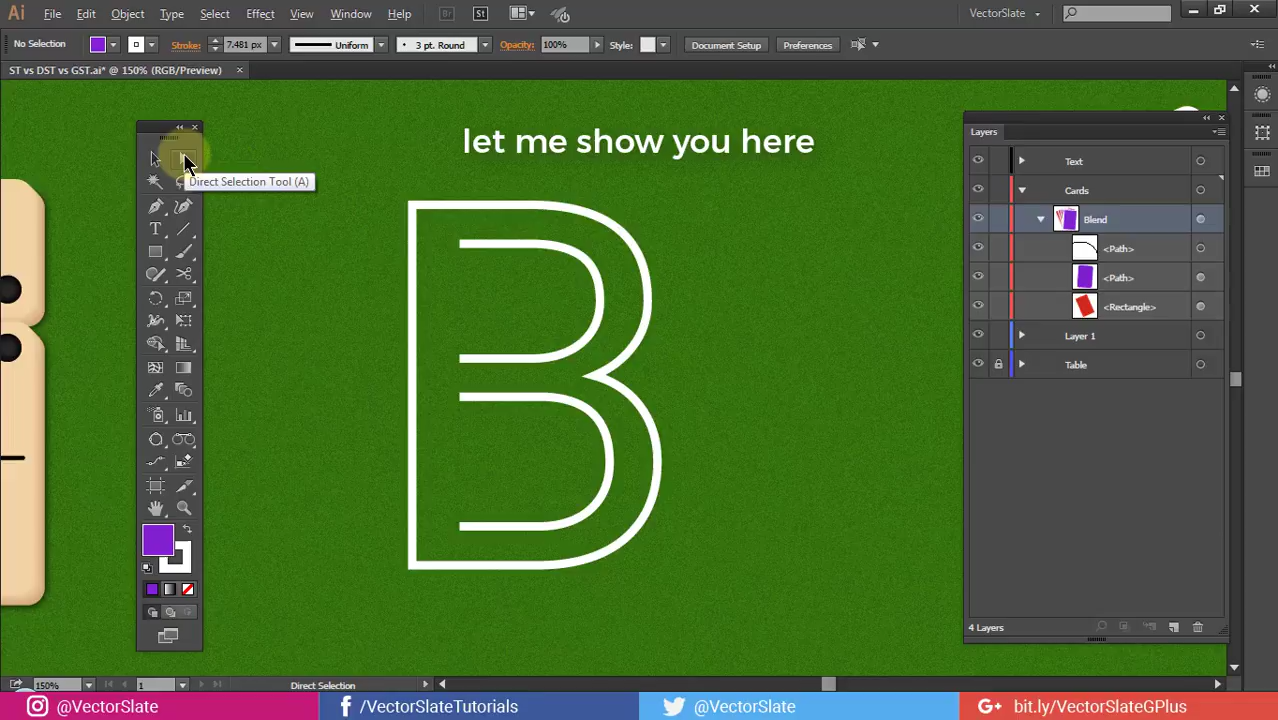 Ai File Edit Object Type Select Effect View Window Help Br St VectorSlate
No Selection Stroke: 7.481 px Uniform 3 pt. Round Opacity: 100% Style: Document Setup Preferences
ST vs DST vs GST.ai* @ 150% (RGB/Preview)
let me show you here
Direct Selection Tool (A)
B
Layers
Text
Cards
Blend
<Path>
<Path>
<Rectangle>
Layer 1
Table
4 Layers
150% 1 Direct Selection
@VectorSlate /VectorSlateTutorials @VectorSlate G+ bit.ly/VectorSlateGPlus